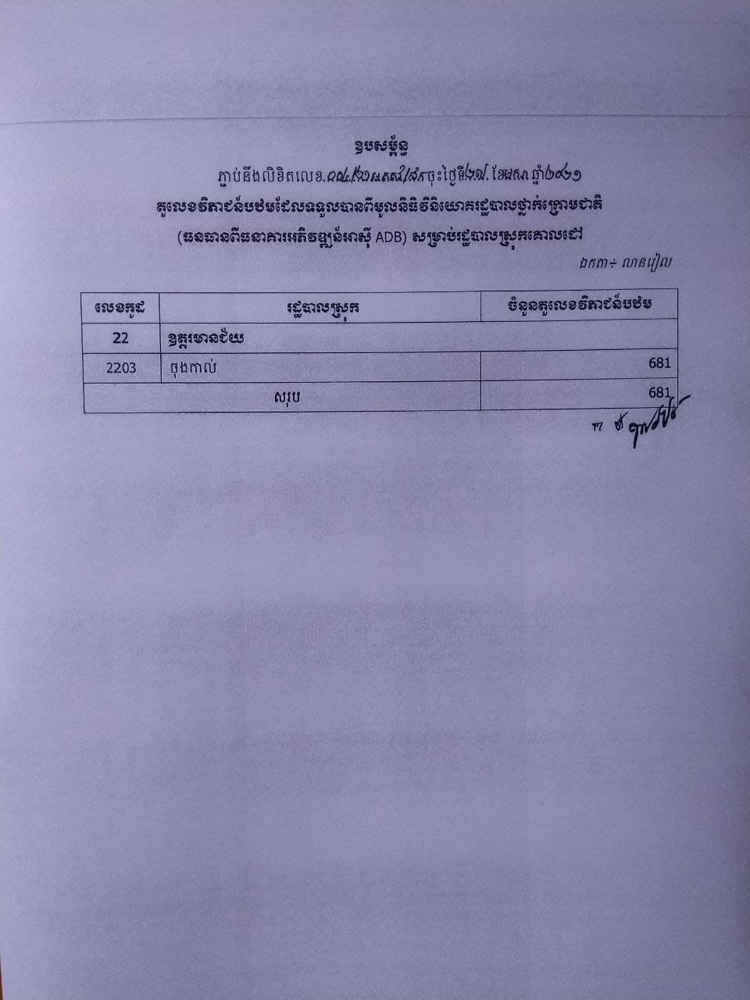 ឧបសម្ព័ន្ធ
ភ្ជាប់នឹងលិខិតលេខ ចុះថ្ងៃទី២៧ ខែមករា ឆ្នាំ២០២១
តួលេខវិភាជន៍បឋមដែលទទួលបានពីមូលនិធិវិនិយោគរដ្ឋបាលថ្នាក់ក្រោមជាតិ
(ធនធានពីធនាគារអភិវឌ្ឍន៍អាស៊ី ADB) សម្រាប់រដ្ឋបាលស្រុកគោលដៅ
ឯកតា៖ លានរៀល
លេខកូដ រដ្ឋបាលស្រុក ចំនួនតួលេខវិភាជន៍បឋម
22 ឧត្តរមានជ័យ
2203 ចុងកាល់ 681
សរុប 681